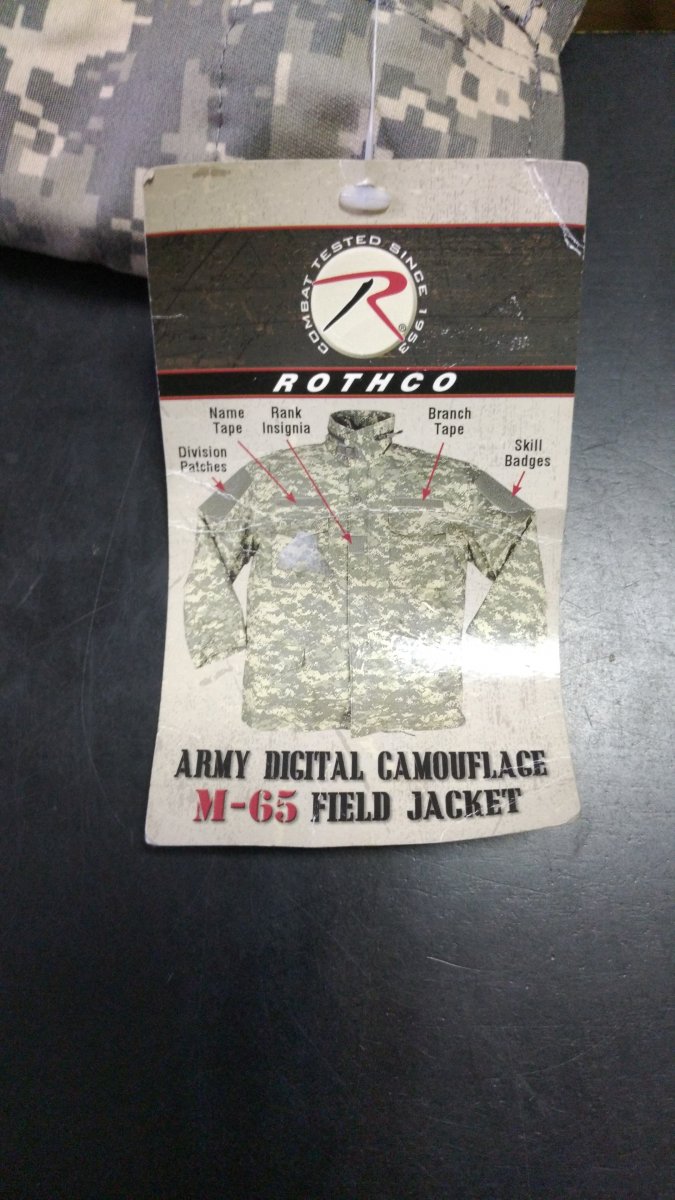 COMBAT TESTED SINCE 1953
R
®
ROTHCO
Name
Tape
Rank
Insignia
Branch
Tape
Division
Patches
Skill
Badges
ARMY DIGITAL CAMOUFLAGE
M-65 FIELD JACKET